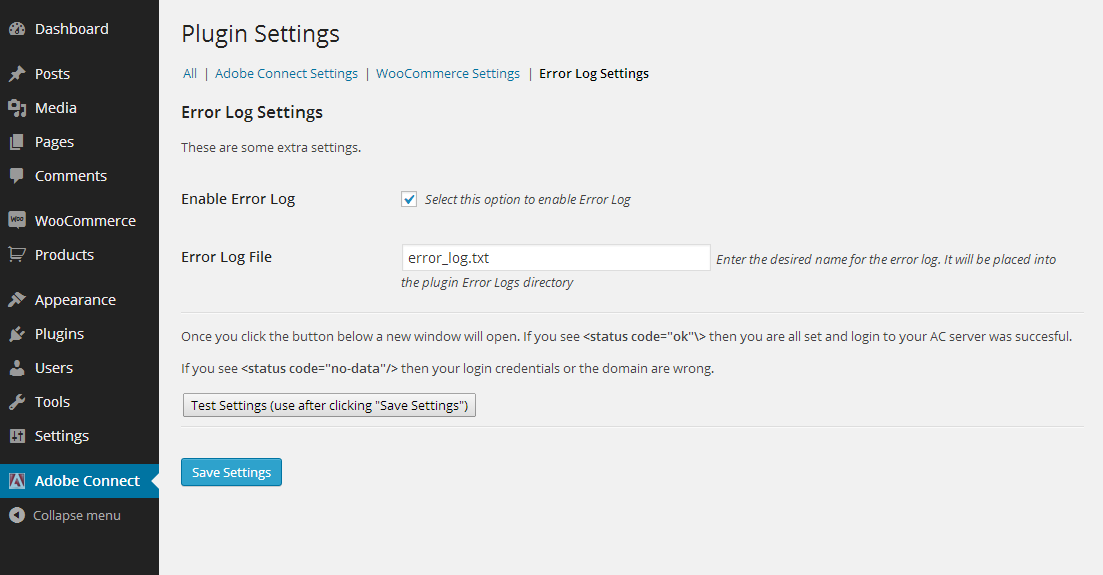 Dashboard
Posts
Media
Pages
Comments
Woo WooCommerce
Products
Appearance
Plugins
Users
Tools
Settings
Adobe Connect
Collapse menu
Plugin Settings
All | Adobe Connect Settings | WooCommerce Settings | Error Log Settings
Error Log Settings
These are some extra settings.
Enable Error Log Select this option to enable Error Log
Error Log File error_log.txt Enter the desired name for the error log. It will be placed into
the plugin Error Logs directory
Once you click the button below a new window will open. If you see <status code="ok"\> then you are all set and login to your AC server was succesful.
If you see <status code="no-data"/> then your login credentials or the domain are wrong.
Test Settings (use after clicking "Save Settings")
Save Settings